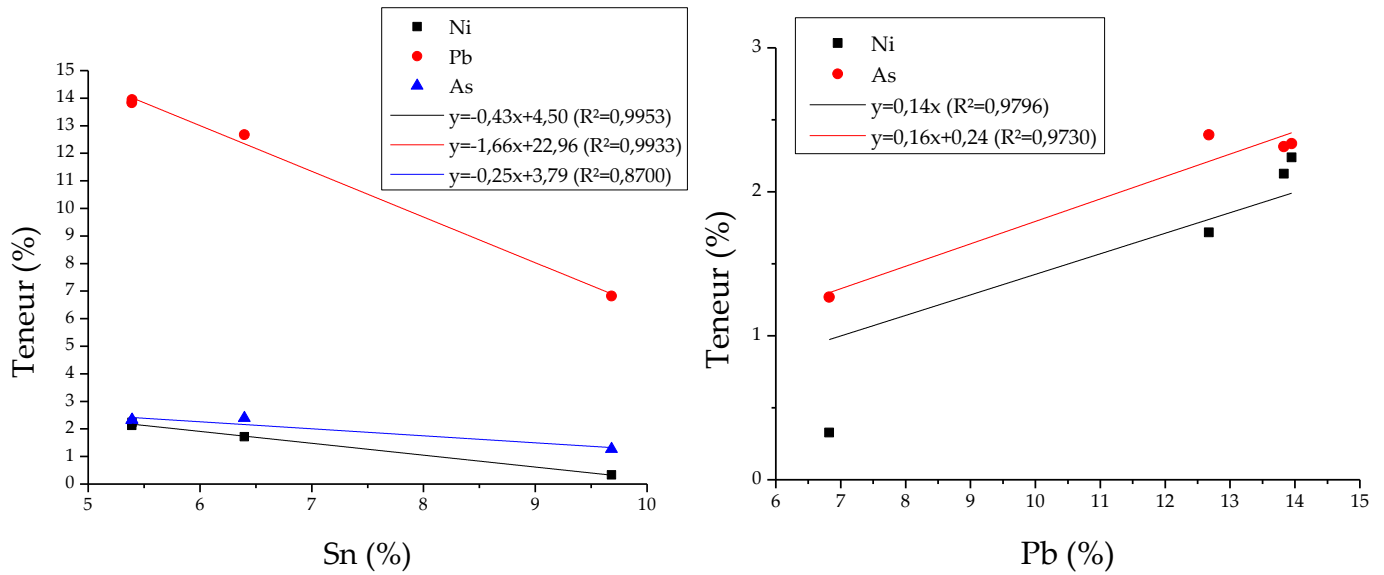 Ni
Pb
As
y=-0,43x+4,50 (R²=0,9953)
y=-1,66x+22,96 (R²=0,9933)
y=-0,25x+3,79 (R²=0,8700)
15
14
13
12
11
10
9
8
7
6
5
4
3
2
1
0
Teneur (%)
5 6 7 8 9 10
Sn (%)
Ni
As
y=0,14x (R²=0,9796)
y=0,16x+0,24 (R²=0,9730)
3
2
1
0
Teneur (%)
6 7 8 9 10 11 12 13 14 15
Pb (%)